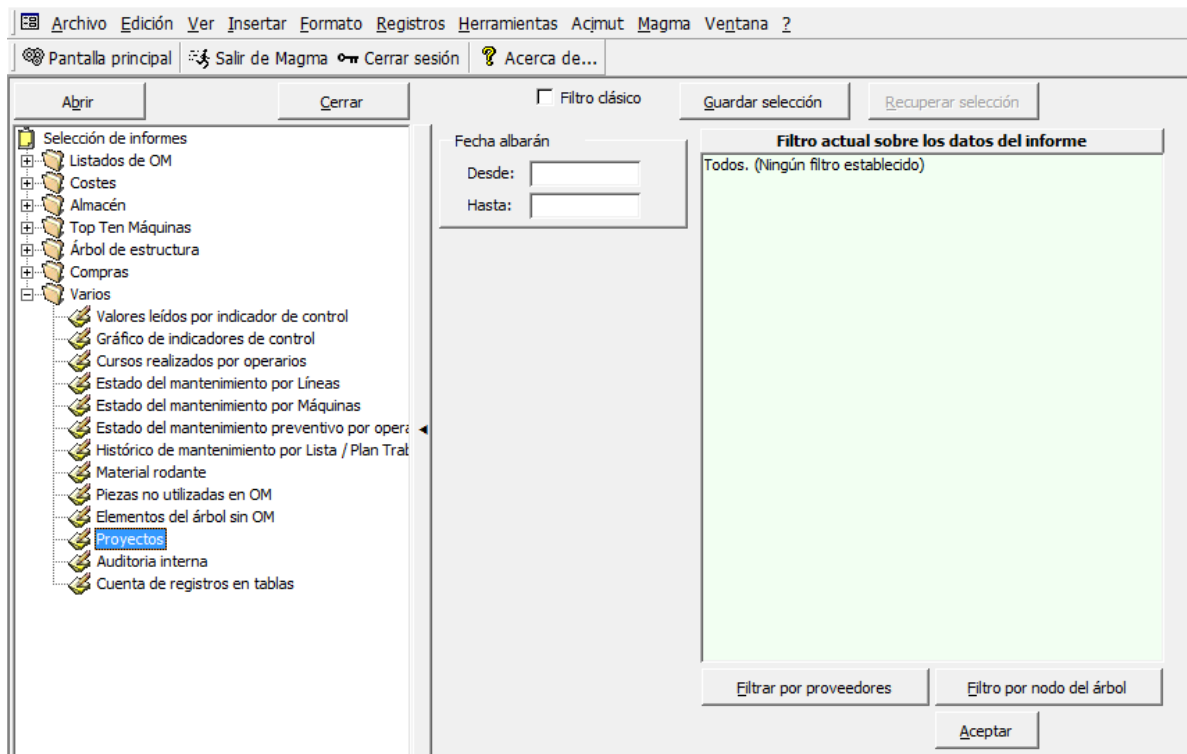 Archivo Edición Ver Insertar Formato Registros Herramientas Acimut Magma Ventana ?
Pantalla principal Salir de Magma Cerrar sesión Acerca de...
Abrir Cerrar Filtro clásico Guardar selección Recuperar selección
Selección de informes
Listados de OM
Costes
Almacén
Top Ten Máquinas
Árbol de estructura
Compras
Varios
Valores leídos por indicador de control
Gráfico de indicadores de control
Cursos realizados por operarios
Estado del mantenimiento por Líneas
Estado del mantenimiento por Máquinas
Estado del mantenimiento preventivo por opera
Histórico de mantenimiento por Lista / Plan Trab
Material rodante
Piezas no utilizadas en OM
Elementos del árbol sin OM
Proyectos
Auditoria interna
Cuenta de registros en tablas
Fecha albarán
Desde:
Hasta:
Filtro actual sobre los datos del informe
Todos. (Ningún filtro establecido)
Filtrar por proveedores Filtro por nodo del árbol
Aceptar